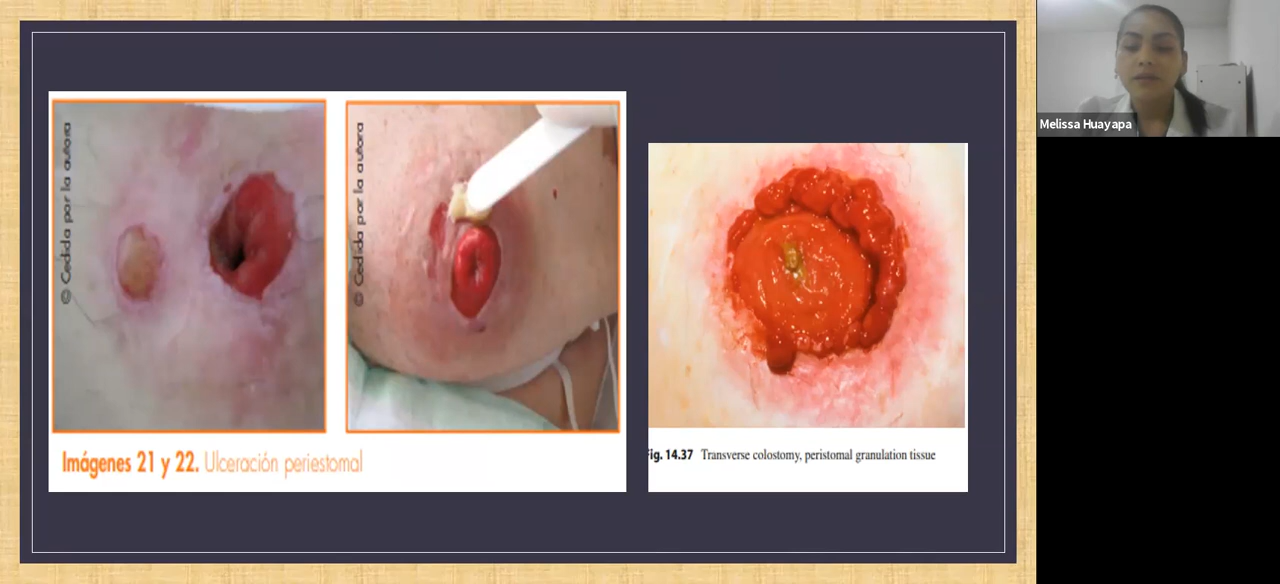 © Cedida por la autora
© Cedida por la autora
Imágenes 21 y 22. Ulceración periestomal
ig. 14.37 Transverse colostomy, peristomal granulation tissue
Melissa Huayapa